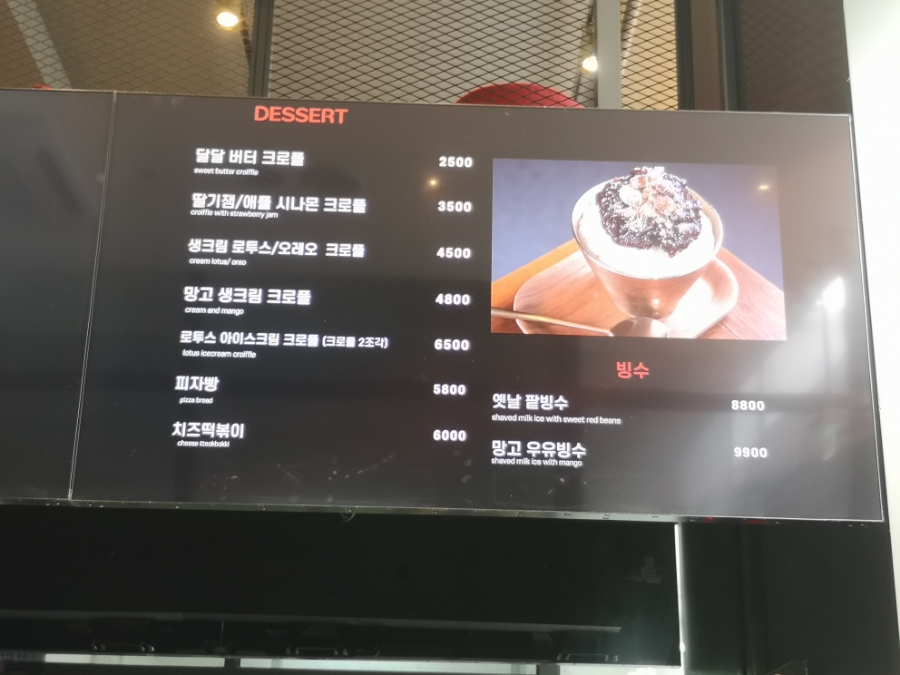 DESSERT
달달 버터 크로플 2500
sweet butter croiffle
딸기잼/애플 시나몬 크로플 3500
croiffle with strawberry jam
생크림 로투스/오레오 크로플 4500
cream lotus/ oreo
망고 생크림 크로플 4800
cream and mango
로투스 아이스크림 크로플 (크로플 2조각) 6500
lotus icecream croiffle
피자빵 5800
pizza bread
치즈떡볶이 6000
cheese tteokbokki
빙수
옛날 팥빙수 8800
shaved milk ice with sweet red beans
망고 우유빙수 9900
shaved milk ice with mango